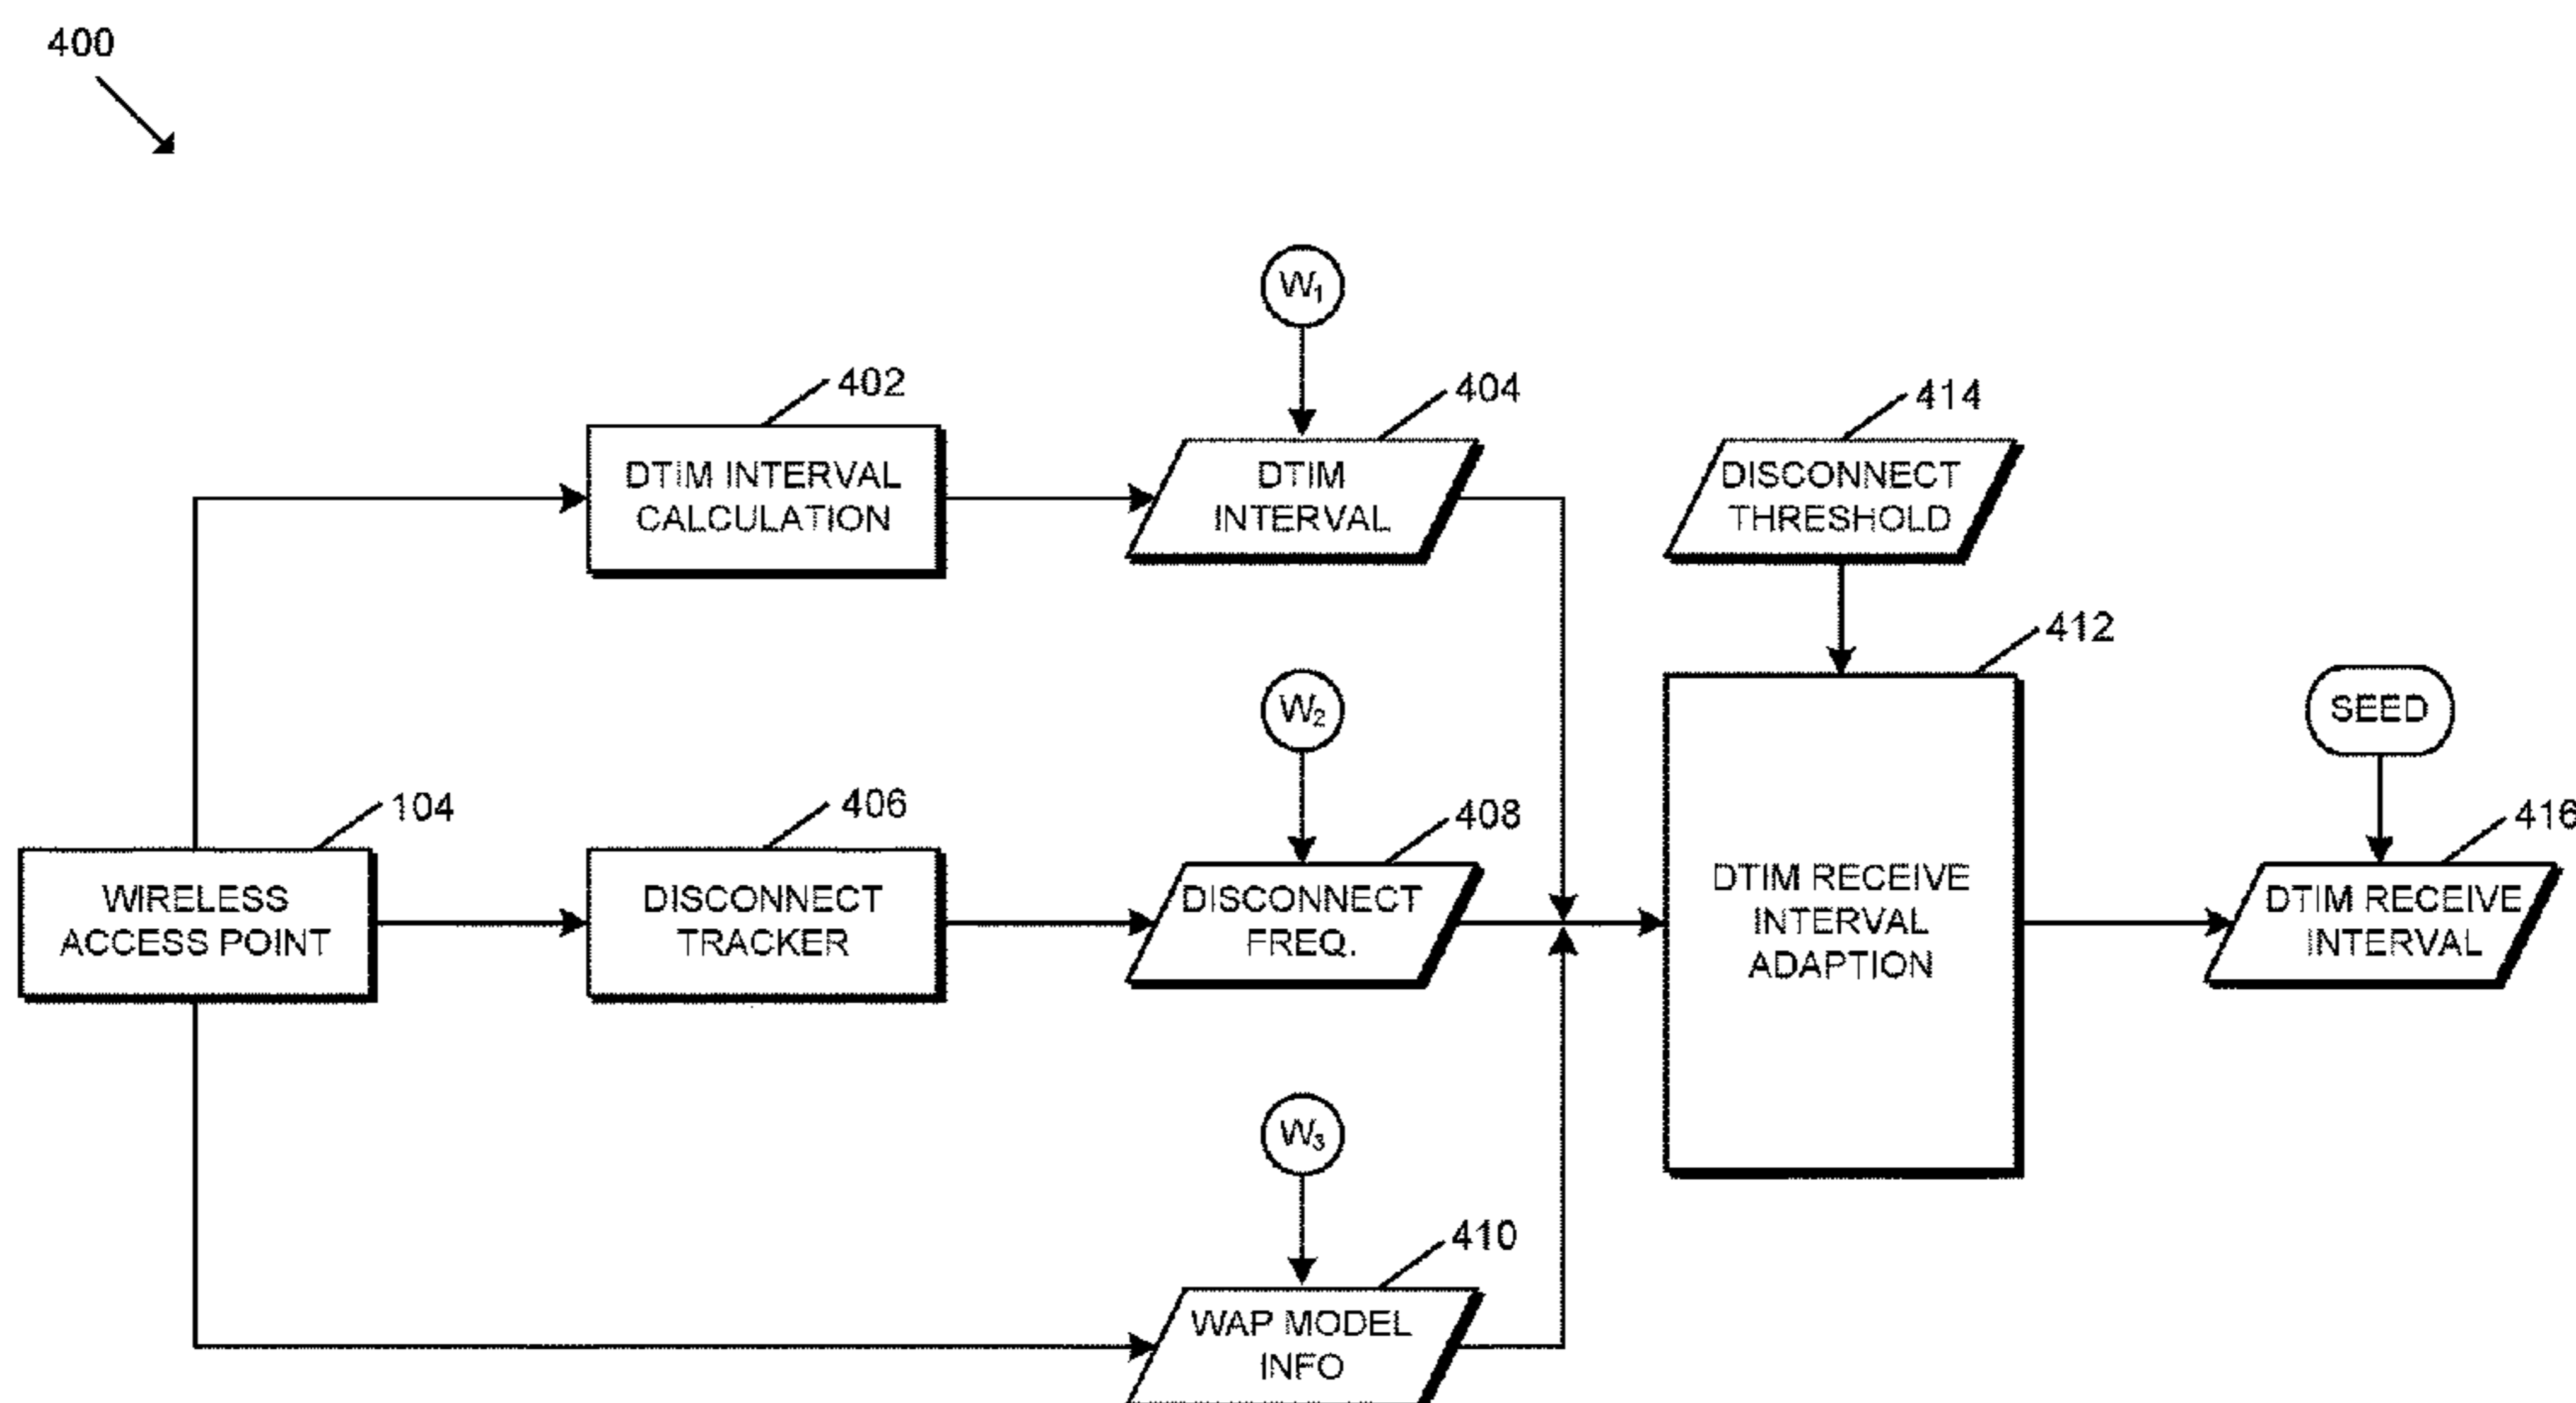 400
W₁
402
404
414
DTIM INTERVAL
CALCULATION
DTIM
INTERVAL
DISCONNECT
THRESHOLD
412
W₂
SEED
104
406
408
416
WIRELESS
ACCESS POINT
DISCONNECT
TRACKER
DISCONNECT
FREQ.
DTIM RECEIVE
INTERVAL
ADAPTION
DTIM RECEIVE
INTERVAL
W₃
410
WAP MODEL
INFO